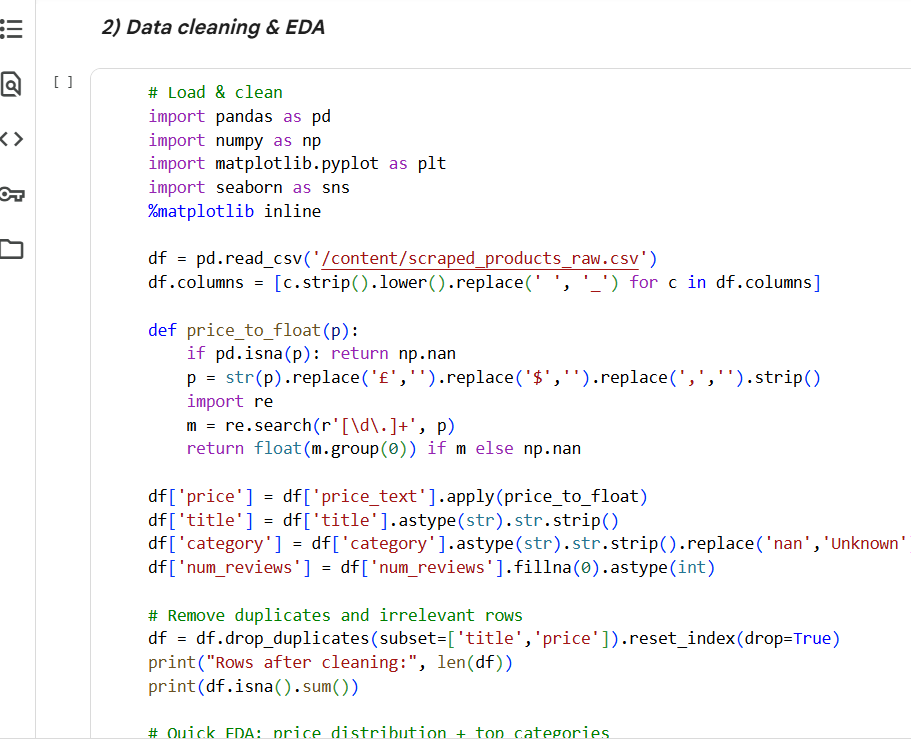 2) Data cleaning & EDA
[ ]
# Load & clean
import pandas as pd
import numpy as np
import matplotlib.pyplot as plt
import seaborn as sns
%matplotlib inline

df = pd.read_csv('/content/scraped_products_raw.csv')
df.columns = [c.strip().lower().replace(' ', '_') for c in df.columns]

def price_to_float(p):
    if pd.isna(p): return np.nan
    p = str(p).replace('£','').replace('$','').replace(',','').strip()
    import re
    m = re.search(r'[\d\.]+', p)
    return float(m.group(0)) if m else np.nan

df['price'] = df['price_text'].apply(price_to_float)
df['title'] = df['title'].astype(str).str.strip()
df['category'] = df['category'].astype(str).str.strip().replace('nan','Unknown'
df['num_reviews'] = df['num_reviews'].fillna(0).astype(int)

# Remove duplicates and irrelevant rows
df = df.drop_duplicates(subset=['title','price']).reset_index(drop=True)
print("Rows after cleaning:", len(df))
print(df.isna().sum())

# Quick EDA: price distribution + top categories